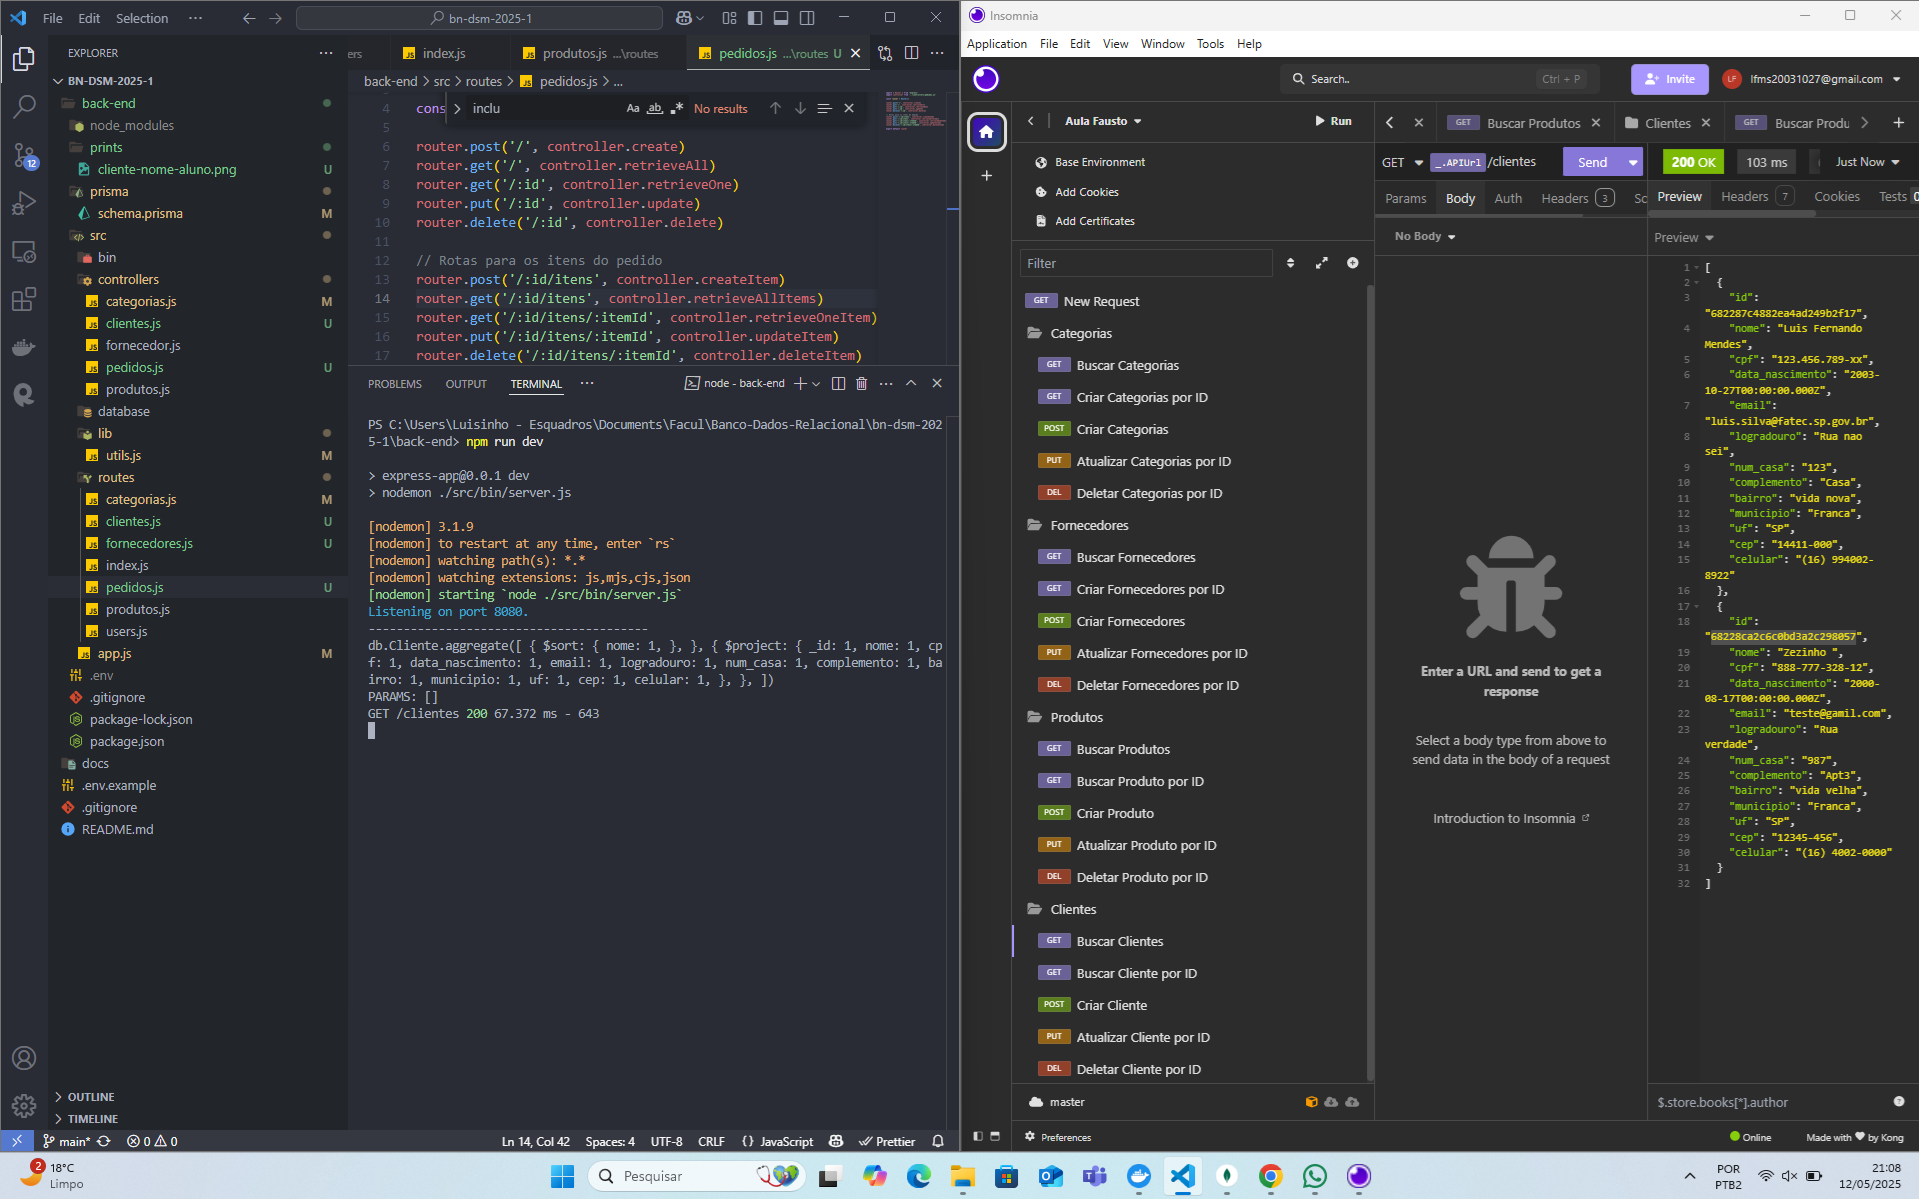 File Edit Selection ···
bn-dsm-2025-1
EXPLORER
BN-DSM-2025-1
back-end
node_modules
prints
cliente-nome-aluno.png U
prisma
schema.prisma M
src
bin
controllers
categorias.js M
clientes.js U
fornecedor.js
pedidos.js U
produtos.js
database
lib
utils.js M
routes
categorias.js M
clientes.js U
fornecedores.js U
index.js
pedidos.js U
produtos.js
users.js
app.js M
.env
.gitignore
package-lock.json
package.json
docs
.env.example
.gitignore
README.md
OUTLINE
TIMELINE
12
ers index.js produtos.js ...\routes pedidos.js ...\routes U
back-end > src > routes > pedidos.js > ...
inclu Aa ab No results
4 cons
5
6 router.post('/', controller.create)
7 router.get('/', controller.retrieveAll)
8 router.get('/:id', controller.retrieveOne)
9 router.put('/:id', controller.update)
10 router.delete('/:id', controller.delete)
11
12 // Rotas para os itens do pedido
13 router.post('/:id/itens', controller.createItem)
14 router.get('/:id/itens', controller.retrieveAllItems)
15 router.get('/:id/itens/:itemId', controller.retrieveOneItem)
16 router.put('/:id/itens/:itemId', controller.updateItem)
17 router.delete('/:id/itens/:itemId', controller.deleteItem)
PROBLEMS OUTPUT TERMINAL ··· node - back-end
PS C:\Users\Luisinho - Esquadros\Documents\Facul\Banco-Dados-Relacional\bn-dsm-202
5-1\back-end> npm run dev
> express-app@0.0.1 dev
> nodemon ./src/bin/server.js
[nodemon] 3.1.9
[nodemon] to restart at any time, enter `rs`
[nodemon] watching path(s): *.*
[nodemon] watching extensions: js,mjs,cjs,json
[nodemon] starting `node ./src/bin/server.js`
Listening on port 8080.
----------------------------------------
db.Cliente.aggregate([ { $sort: { nome: 1, }, }, { $project: { _id: 1, nome: 1, cp
f: 1, data_nascimento: 1, email: 1, logradouro: 1, num_casa: 1, complemento: 1, ba
irro: 1, municipio: 1, uf: 1, cep: 1, celular: 1, }, }, ])
PARAMS: []
GET /clientes 200 67.372 ms - 643
main* 0 0
Ln 14, Col 42 Spaces: 4 UTF-8 CRLF {} JavaScript Prettier
Insomnia
Application File Edit View Window Tools Help
Search.. Ctrl + P Invite LF lfms20031027@gmail.com
Aula Fausto Run
Base Environment
Add Cookies
Add Certificates
Filter
GET New Request
Categorias
GET Buscar Categorias
GET Criar Categorias por ID
POST Criar Categorias
PUT Atualizar Categorias por ID
DEL Deletar Categorias por ID
Fornecedores
GET Buscar Fornecedores
GET Criar Fornecedores por ID
POST Criar Fornecedores
PUT Atualizar Fornecedores por ID
DEL Deletar Fornecedores por ID
Produtos
GET Buscar Produtos
GET Buscar Produto por ID
POST Criar Produto
PUT Atualizar Produto por ID
DEL Deletar Produto por ID
Clientes
GET Buscar Clientes
GET Buscar Cliente por ID
POST Criar Cliente
PUT Atualizar Cliente por ID
DEL Deletar Cliente por ID
master
Preferences
GET Buscar Produtos Clientes GET Buscar Produ
GET _.APIUrl /clientes Send
Params Body Auth Headers 3 Sc
No Body
Enter a URL and send to get a
response
Select a body type from above to
send data in the body of a request
Introduction to Insomnia
200 OK 103 ms Just Now
Preview Headers 7 Cookies Tests 0
Preview
1 [
2 {
3 "id":
"682287c4882ea4ad249b2f17",
4 "nome": "Luis Fernando
Mendes",
5 "cpf": "123.456.789-xx",
6 "data_nascimento": "2003-
10-27T00:00:00.000Z",
7 "email":
"luis.silva@fatec.sp.gov.br",
8 "logradouro": "Rua nao
sei",
9 "num_casa": "123",
10 "complemento": "Casa",
11 "bairro": "vida nova",
12 "municipio": "Franca",
13 "uf": "SP",
14 "cep": "14411-000",
15 "celular": "(16) 994002-
8922"
16 },
17 {
18 "id":
"68228ca2c6c0bd3a2c298057",
19 "nome": "Zezinho ",
20 "cpf": "888-777-328-12",
21 "data_nascimento": "2000-
08-17T00:00:00.000Z",
22 "email": "teste@gamil.com",
23 "logradouro": "Rua
verdade",
24 "num_casa": "987",
25 "complemento": "Apt3",
26 "bairro": "vida velha",
27 "municipio": "Franca",
28 "uf": "SP",
29 "cep": "12345-456",
30 "celular": "(16) 4002-0000"
31 }
32 ]
$.store.books[*].author
Online Made with by Kong
2 18°C
Limpo
Pesquisar
POR
PTB2
21:08
12/05/2025